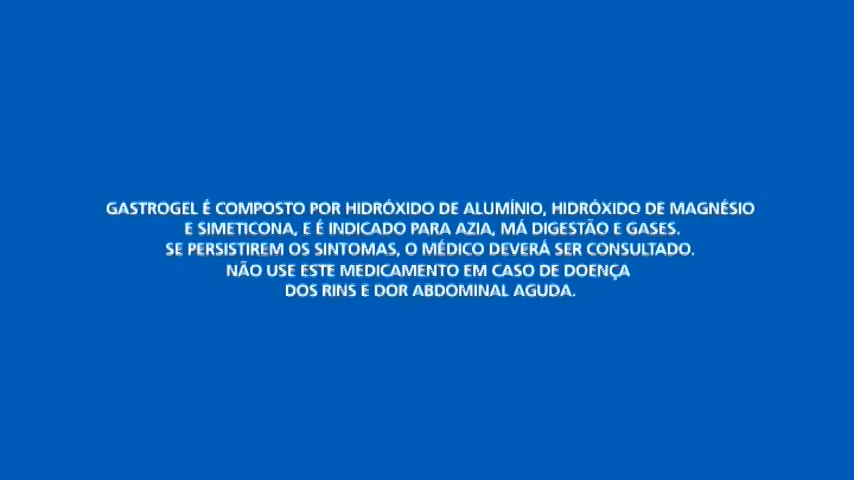 GASTROGEL É COMPOSTO POR HIDRÓXIDO DE ALUMÍNIO, HIDRÓXIDO DE MAGNÉSIO
E SIMETICONA, E É INDICADO PARA AZIA, MÁ DIGESTÃO E GASES.
SE PERSISTIREM OS SINTOMAS, O MÉDICO DEVERÁ SER CONSULTADO.
NÃO USE ESTE MEDICAMENTO EM CASO DE DOENÇA
DOS RINS E DOR ABDOMINAL AGUDA.